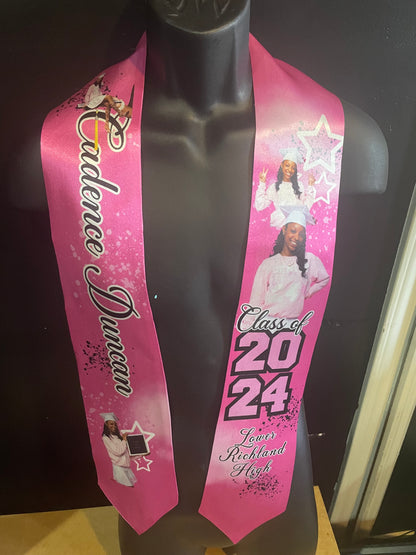 Cadence Duncan
Class of
20
24
Lower
Richland
High